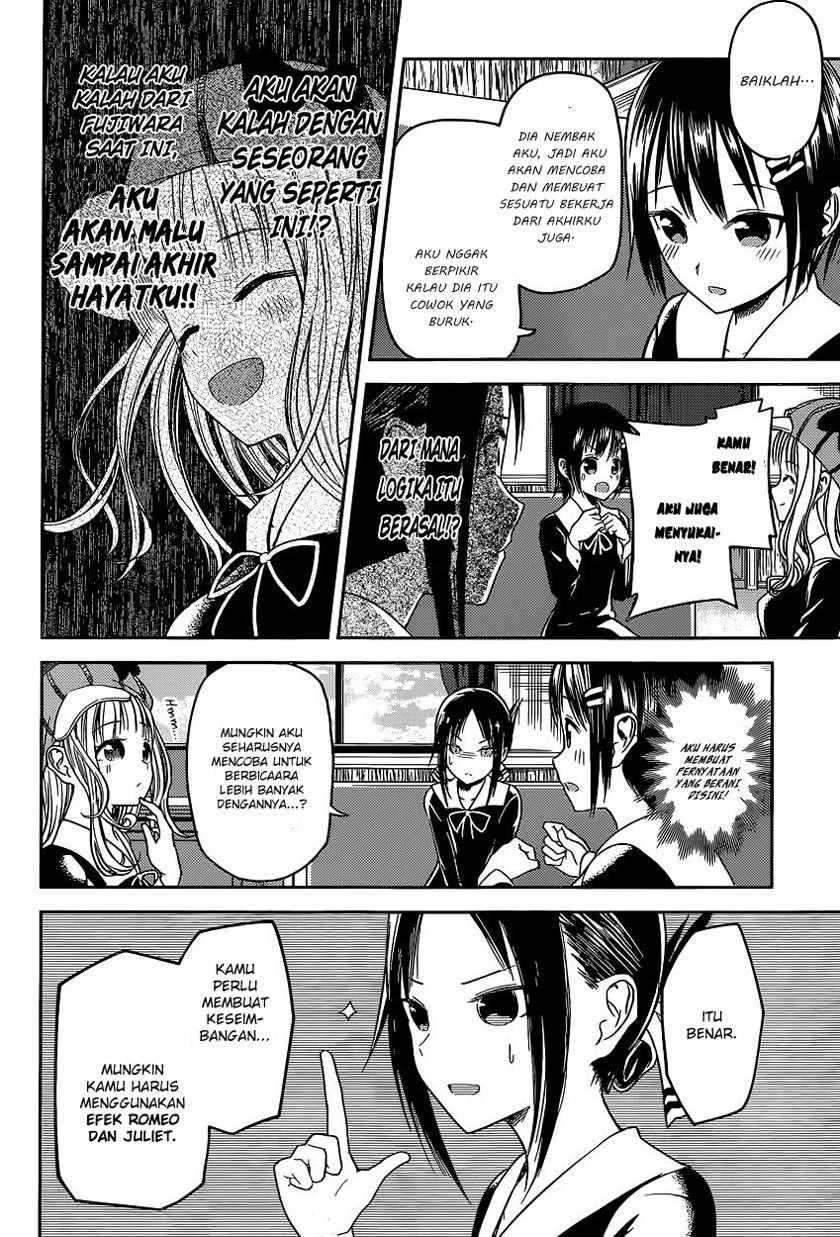 BAIKLAH...
DIA NEMBAK
AKU, JADI AKU
AKAN MENCOBA
DAN MEMBUAT
SESUATU BEKERJA
DARI AKHIRKU
JUGA.
AKU NGGAK
BERPIKIR
KALAU DIA ITU
COWOK YANG
BURUK.
KAMU
BENAR!
AKU JUGA
MENYUKAI-
NYA!
DARI MANA
LOGIKA ITU
BERASAL!?
AKU AKAN
KALAH DENGAN
SESEORANG
YANG SEPERTI
INI!?
KALAU AKU
KALAH DARI
FUJIWARA
SAAT INI,
AKU
AKAN MALU
SAMPAI AKHIR
HAYATKU!!
AKU HARUS
MEMBUAT
PERNYATAAN
YANG BERANI
DISINI!
MUNGKIN AKU
SEHARUSNYA
MENCOBA UNTUK
BERBICAARA
LEBIH BANYAK
DENGANNYA...?
ITU
BENAR.
KAMU
PERLU
MEMBUAT
KESEIM-
BANGAN...
MUNGKIN
KAMU HARUS
MENGGUNAKAN
EFEK ROMEO
DAN JULIET.